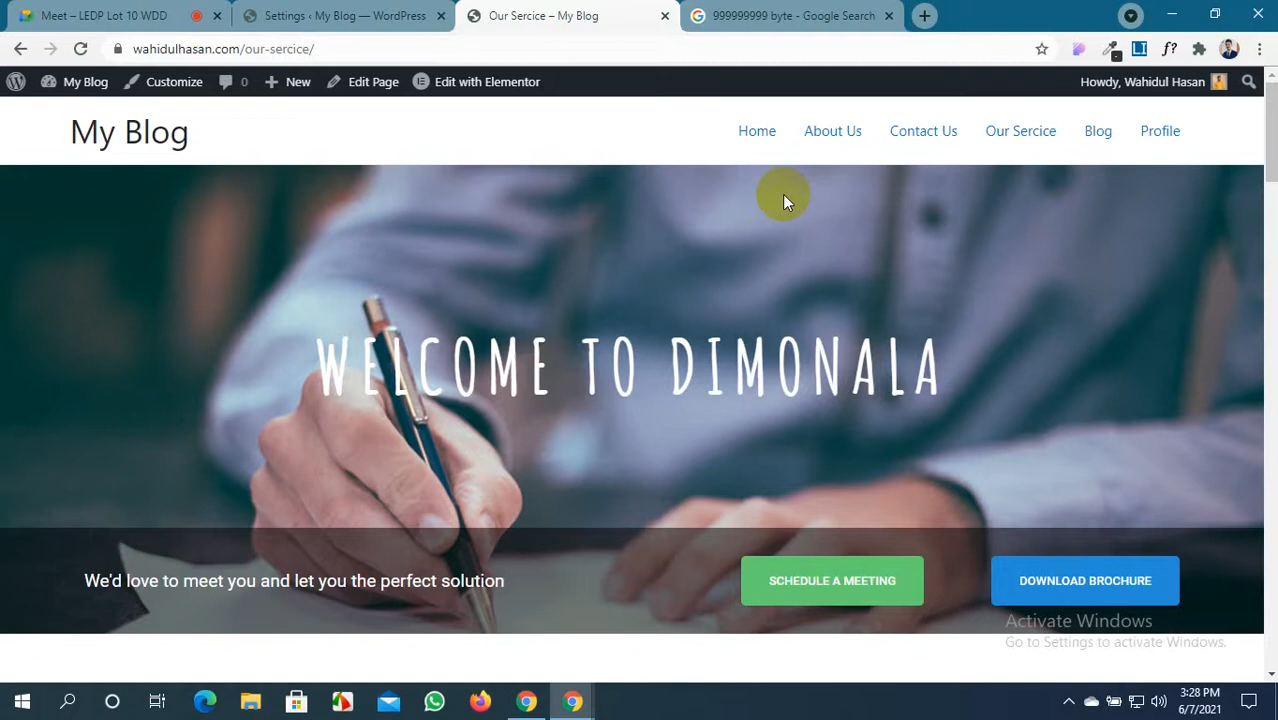 Meet – LEDP Lot 10 WDD
Settings ‹ My Blog — WordPress
Our Sercice – My Blog
999999999 byte - Google Search
wahidulhasan.com/our-sercice/
My Blog
Customize
0
New
Edit Page
Edit with Elementor
Howdy, Wahidul Hasan
My Blog
Home
About Us
Contact Us
Our Sercice
Blog
Profile
WELCOME TO DIMONALA
We'd love to meet you and let you the perfect solution
SCHEDULE A MEETING
DOWNLOAD BROCHURE
Activate Windows
Go to Settings to activate Windows.
3:28 PM
6/7/2021